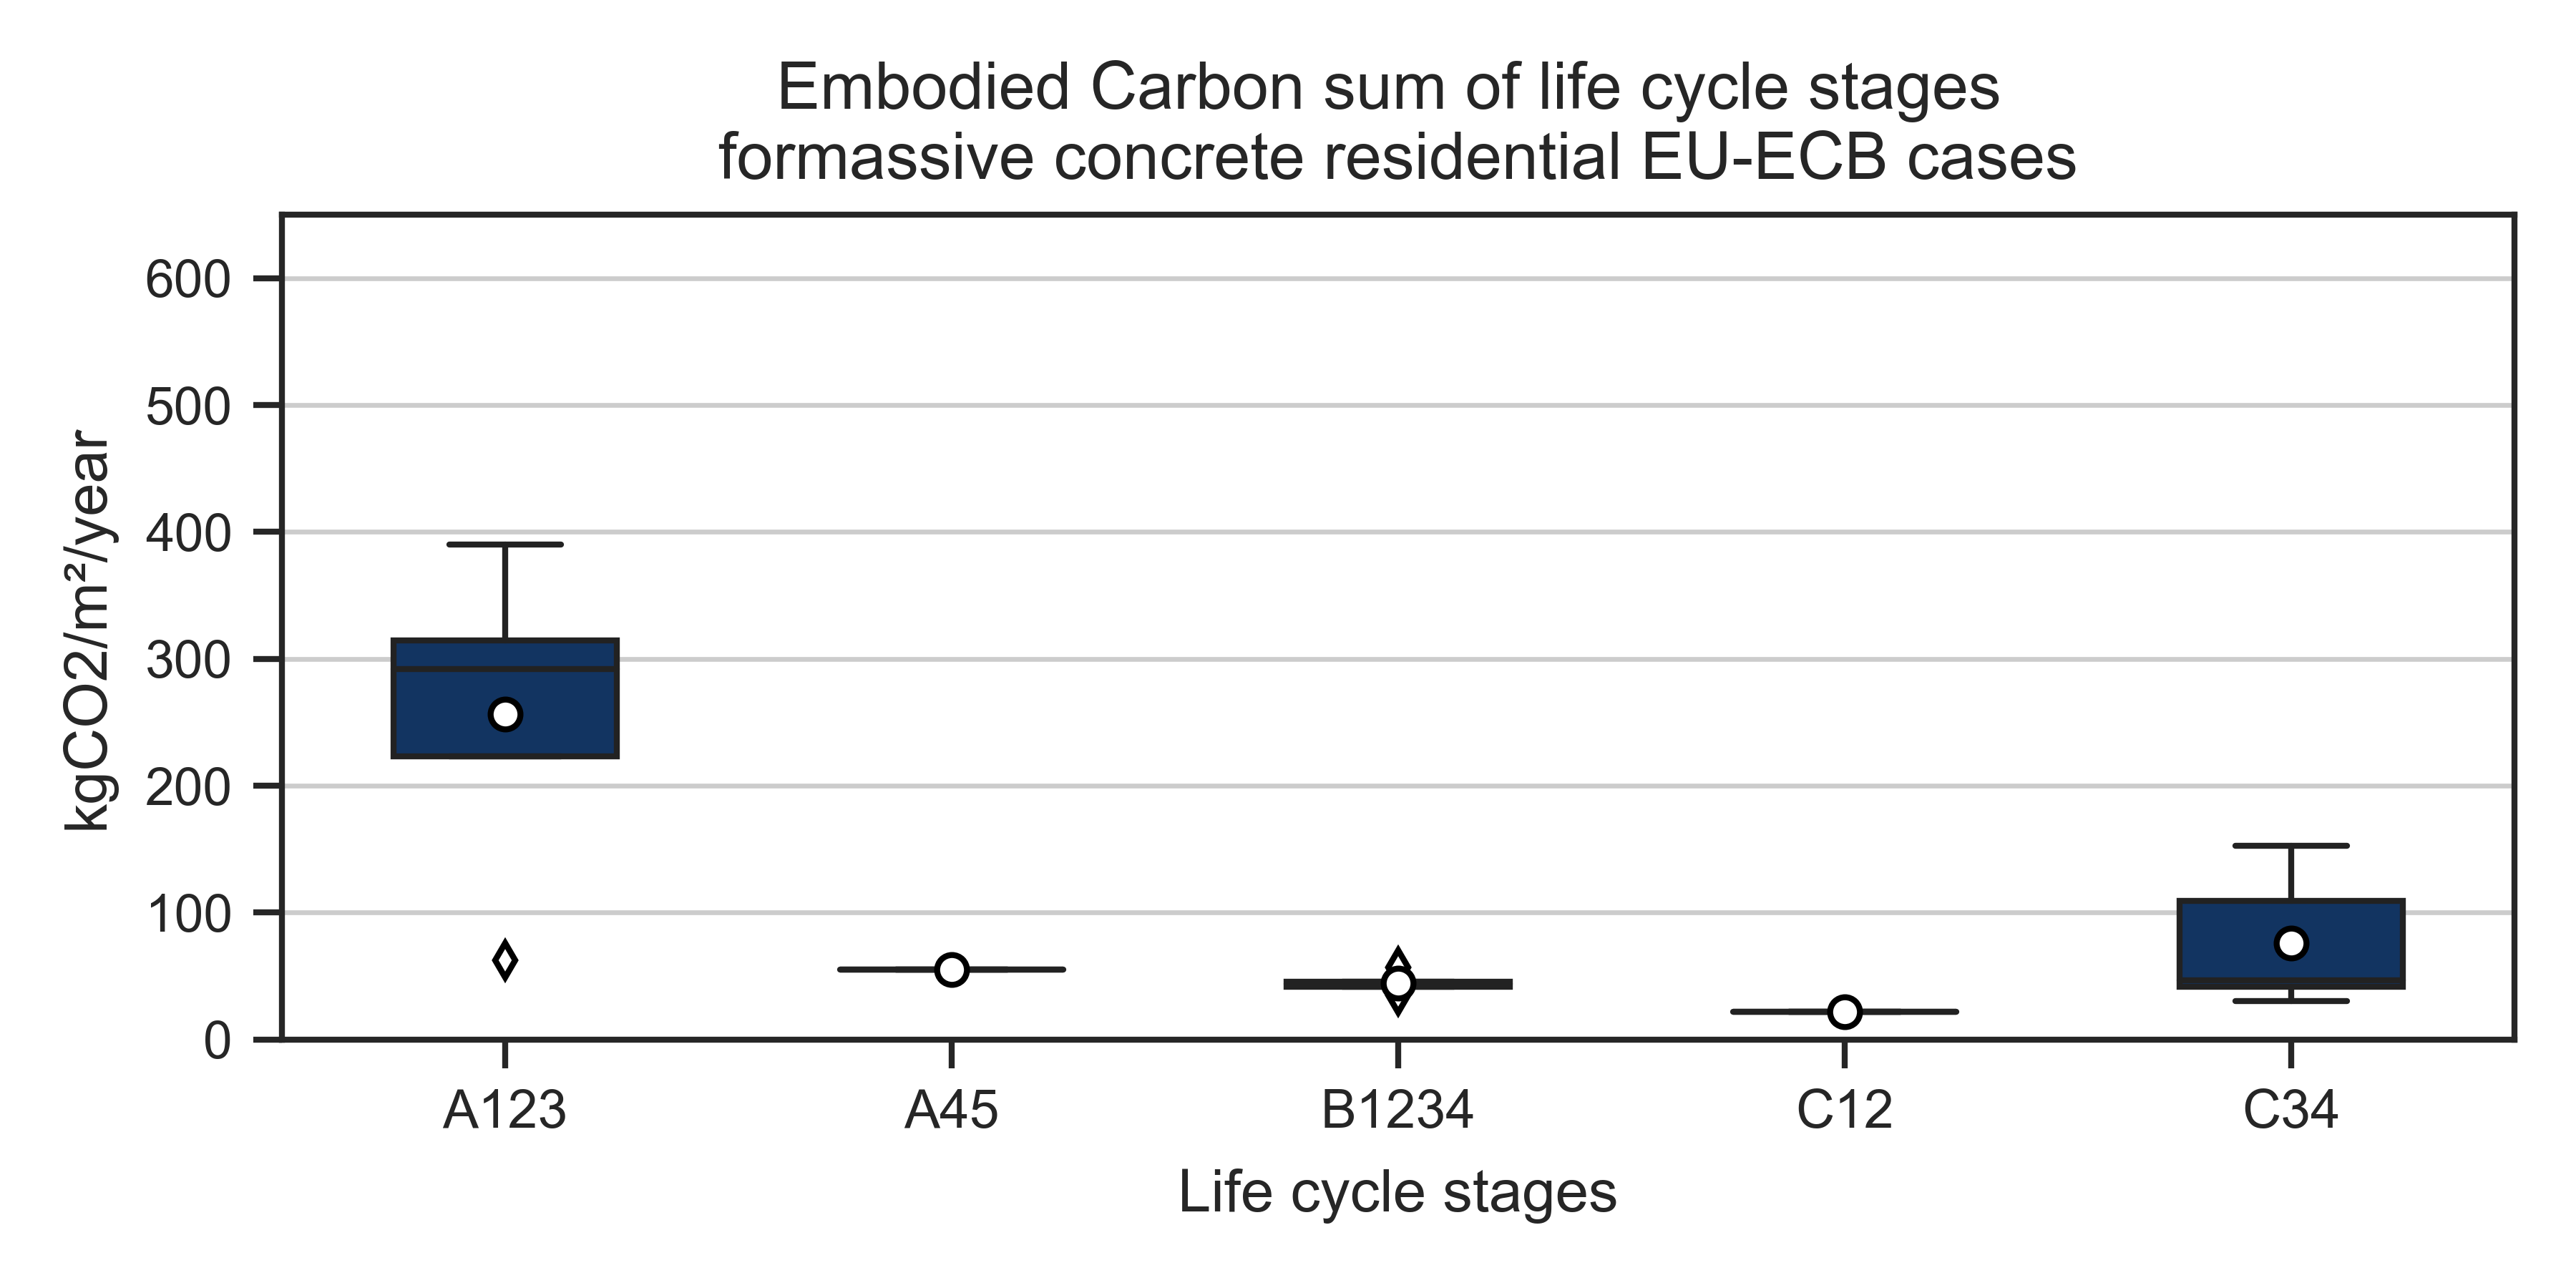 Embodied Carbon sum of life cycle stages
formassive concrete residential EU-ECB cases
kgCO2/m²/year
600
500
400
300
200
100
0
A123 A45 B1234 C12 C34
Life cycle stages